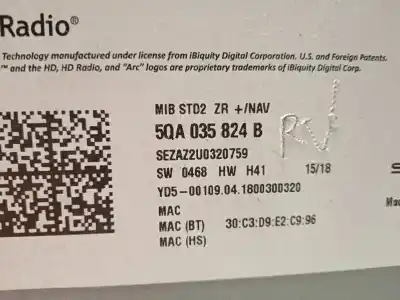 Radio®
Technology manufactured under license from iBiquity Digital Corporation. U.S. and Foreign Patents.
™ and the HD, HD Radio, and "Arc" logos are proprietary trademarks of iBiquity Digital Corp.
MIB STD2 ZR +/NAV
5QA 035 824 B
SEZAZ2U0320759
SW 0468 HW H41 15/18
YD5-00109.04.1800300320
MAC
MAC (BT) 30:C3:D9:E2:C9:96
MAC (HS)